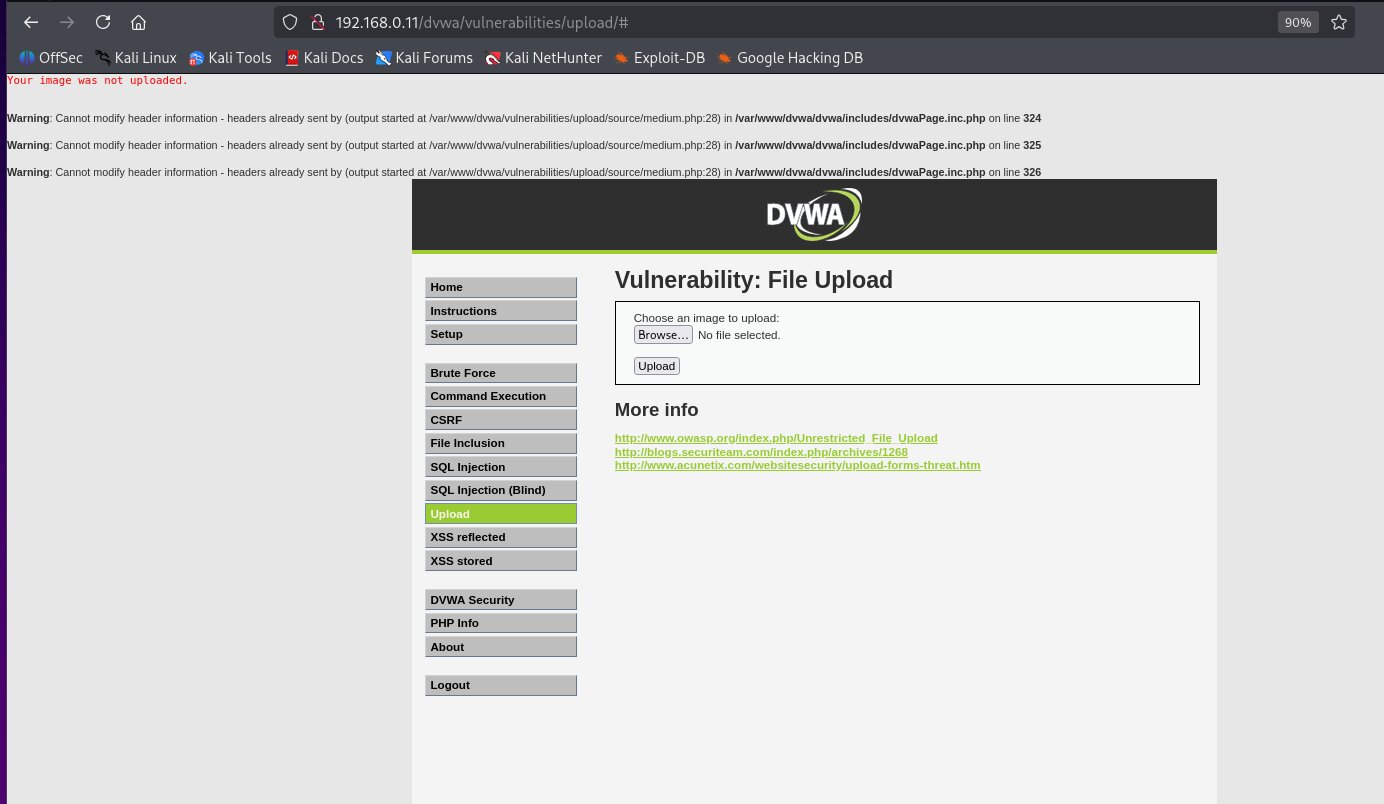 192.168.0.11/dvwa/vulnerabilities/upload/#
90%
OffSec Kali Linux Kali Tools Kali Docs Kali Forums Kali NetHunter Exploit-DB Google Hacking DB
Your image was not uploaded.
Warning: Cannot modify header information - headers already sent by (output started at /var/www/dvwa/vulnerabilities/upload/source/medium.php:28) in /var/www/dvwa/dvwa/includes/dvwaPage.inc.php on line 324
Warning: Cannot modify header information - headers already sent by (output started at /var/www/dvwa/vulnerabilities/upload/source/medium.php:28) in /var/www/dvwa/dvwa/includes/dvwaPage.inc.php on line 325
Warning: Cannot modify header information - headers already sent by (output started at /var/www/dvwa/vulnerabilities/upload/source/medium.php:28) in /var/www/dvwa/dvwa/includes/dvwaPage.inc.php on line 326
DVWA
Home
Instructions
Setup
Brute Force
Command Execution
CSRF
File Inclusion
SQL Injection
SQL Injection (Blind)
Upload
XSS reflected
XSS stored
DVWA Security
PHP Info
About
Logout
Vulnerability: File Upload
Choose an image to upload:
Browse... No file selected.
Upload
More info
http://www.owasp.org/index.php/Unrestricted_File_Upload
http://blogs.securiteam.com/index.php/archives/1268
http://www.acunetix.com/websitesecurity/upload-forms-threat.htm